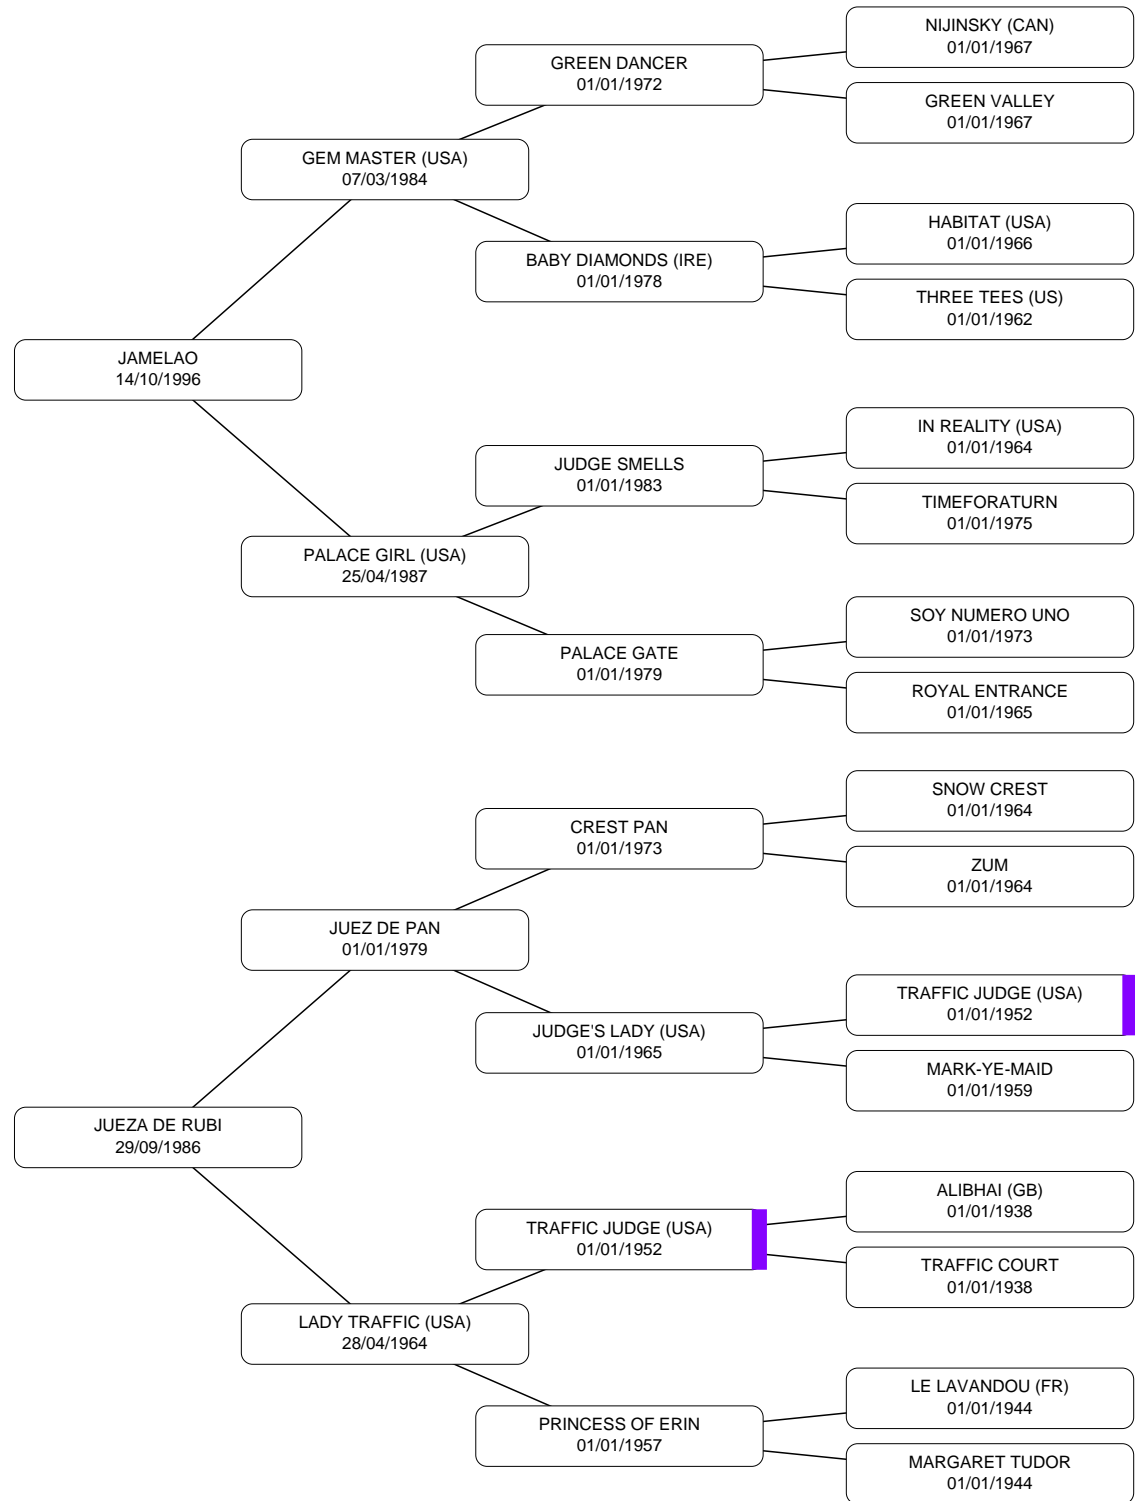 NIJINSKY (CAN)
01/01/1967
GREEN DANCER
01/01/1972
GREEN VALLEY
01/01/1967
GEM MASTER (USA)
07/03/1984
HABITAT (USA)
01/01/1966
BABY DIAMONDS (IRE)
01/01/1978
THREE TEES (US)
01/01/1962
JAMELAO
14/10/1996
IN REALITY (USA)
01/01/1964
JUDGE SMELLS
01/01/1983
TIMEFORATURN
01/01/1975
PALACE GIRL (USA)
25/04/1987
SOY NUMERO UNO
01/01/1973
PALACE GATE
01/01/1979
ROYAL ENTRANCE
01/01/1965
SNOW CREST
01/01/1964
CREST PAN
01/01/1973
ZUM
01/01/1964
JUEZ DE PAN
01/01/1979
TRAFFIC JUDGE (USA)
01/01/1952
JUDGE'S LADY (USA)
01/01/1965
MARK-YE-MAID
01/01/1959
JUEZA DE RUBI
29/09/1986
ALIBHAI (GB)
01/01/1938
TRAFFIC JUDGE (USA)
01/01/1952
TRAFFIC COURT
01/01/1938
LADY TRAFFIC (USA)
28/04/1964
LE LAVANDOU (FR)
01/01/1944
PRINCESS OF ERIN
01/01/1957
MARGARET TUDOR
01/01/1944